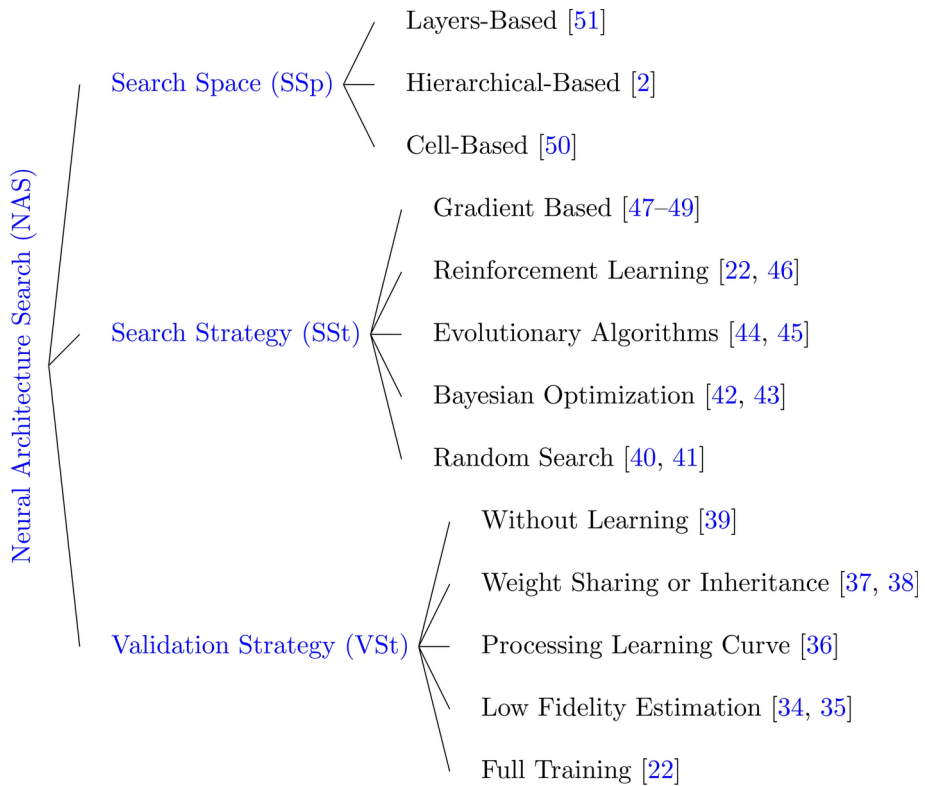 Neural Architecture Search (NAS)
Search Space (SSp)
Layers-Based [51]
Hierarchical-Based [2]
Cell-Based [50]
Search Strategy (SSt)
Gradient Based [47–49]
Reinforcement Learning [22, 46]
Evolutionary Algorithms [44, 45]
Bayesian Optimization [42, 43]
Random Search [40, 41]
Validation Strategy (VSt)
Without Learning [39]
Weight Sharing or Inheritance [37, 38]
Processing Learning Curve [36]
Low Fidelity Estimation [34, 35]
Full Training [22]